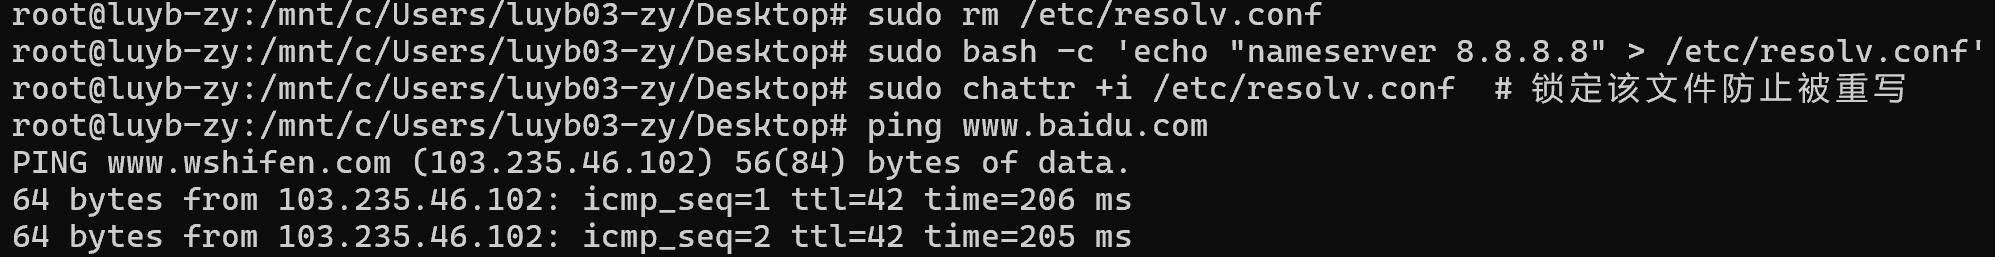 root@luyb-zy:/mnt/c/Users/luyb03-zy/Desktop# sudo rm /etc/resolv.conf
root@luyb-zy:/mnt/c/Users/luyb03-zy/Desktop# sudo bash -c 'echo "nameserver 8.8.8.8" > /etc/resolv.conf'
root@luyb-zy:/mnt/c/Users/luyb03-zy/Desktop# sudo chattr +i /etc/resolv.conf  # 锁定该文件防止被重写
root@luyb-zy:/mnt/c/Users/luyb03-zy/Desktop# ping www.baidu.com
PING www.wshifen.com (103.235.46.102) 56(84) bytes of data.
64 bytes from 103.235.46.102: icmp_seq=1 ttl=42 time=206 ms
64 bytes from 103.235.46.102: icmp_seq=2 ttl=42 time=205 ms